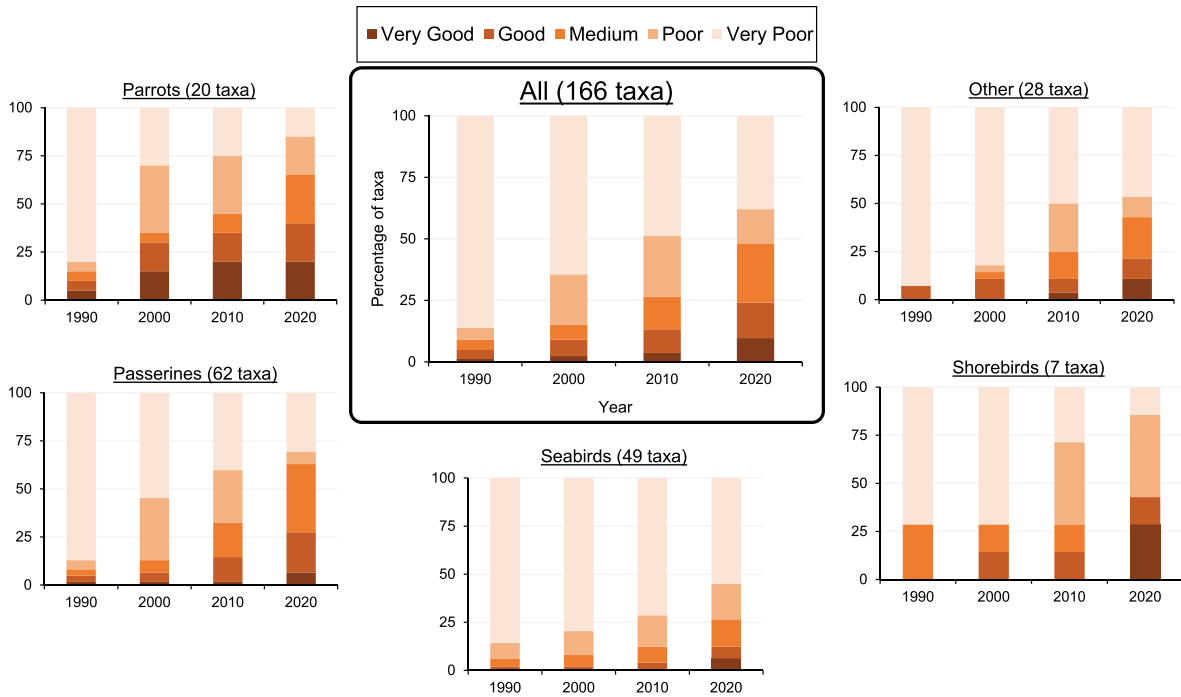 Very Good Good Medium Poor Very Poor
Parrots (20 taxa)
100
75
50
25
0
1990 2000 2010 2020
All (166 taxa)
Percentage of taxa
100
75
50
25
0
1990 2000 2010 2020
Year
Other (28 taxa)
100
75
50
25
0
1990 2000 2010 2020
Passerines (62 taxa)
100
75
50
25
0
1990 2000 2010 2020
Seabirds (49 taxa)
100
75
50
25
0
1990 2000 2010 2020
Shorebirds (7 taxa)
100
75
50
25
0
1990 2000 2010 2020